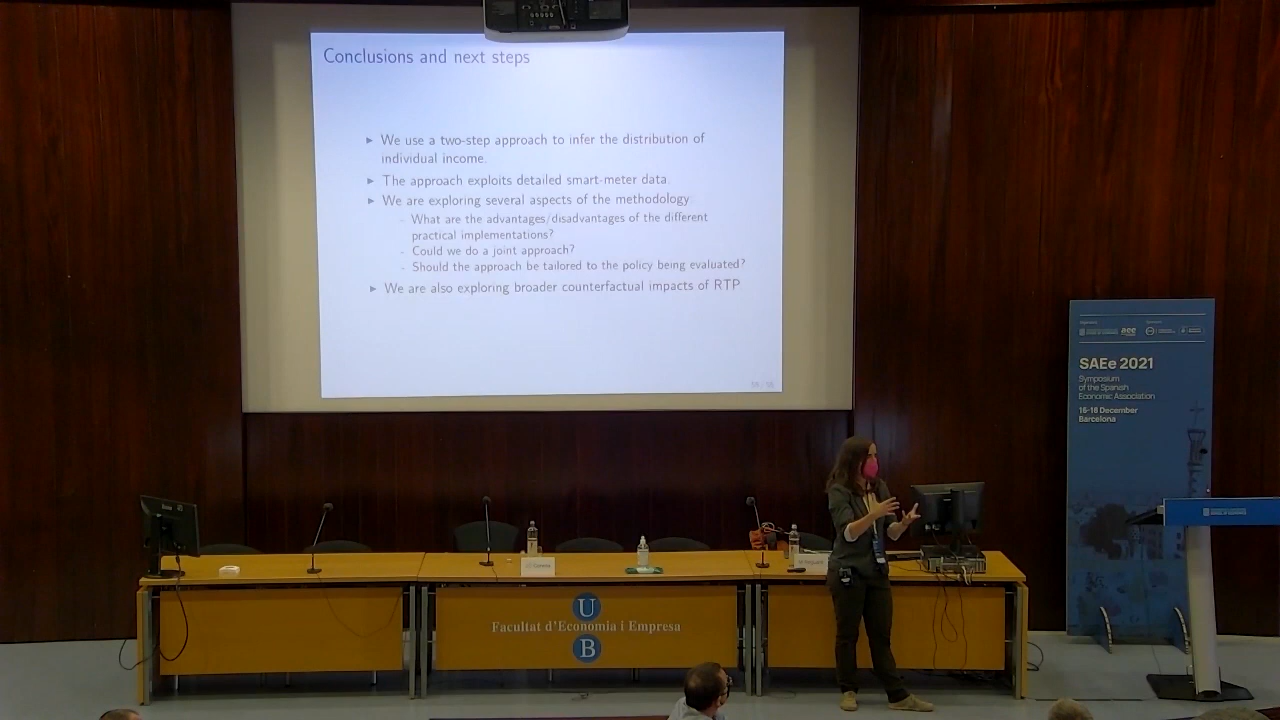 Conclusions and next steps
We use a two-step approach to infer the distribution of
individual income.
The approach exploits detailed smart-meter data
We are exploring several aspects of the methodology
What are the advantages/disadvantages of the different
practical implementations?
Could we do a joint approach?
Should the approach be tailored to the policy being evaluated?
We are also exploring broader counterfactual impacts of RTP
aee
SAEe 2021
Symposium
of the Spanish
Economic Association
16-18 December
Barcelona
U
Facultat d'Economia i Empresa
B